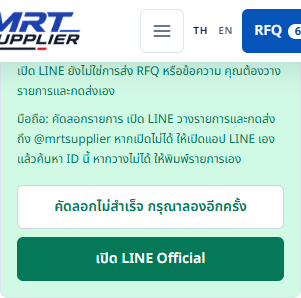 MRT
SUPPLIER
TH EN RFQ 6
เปิด LINE ยังไม่ใช่การส่ง RFQ หรือข้อความ คุณต้องวาง
รายการและกดส่งเอง
มือถือ: คัดลอกรายการ เปิด LINE วางรายการและกดส่ง
ถึง @mrtsupplier หากเปิดไม่ได้ ให้เปิดแอป LINE เอง
แล้วค้นหา ID นี้ หากวางไม่ได้ ให้พิมพ์รายการเอง
คัดลอกไม่สำเร็จ กรุณาลองอีกครั้ง
เปิด LINE Official